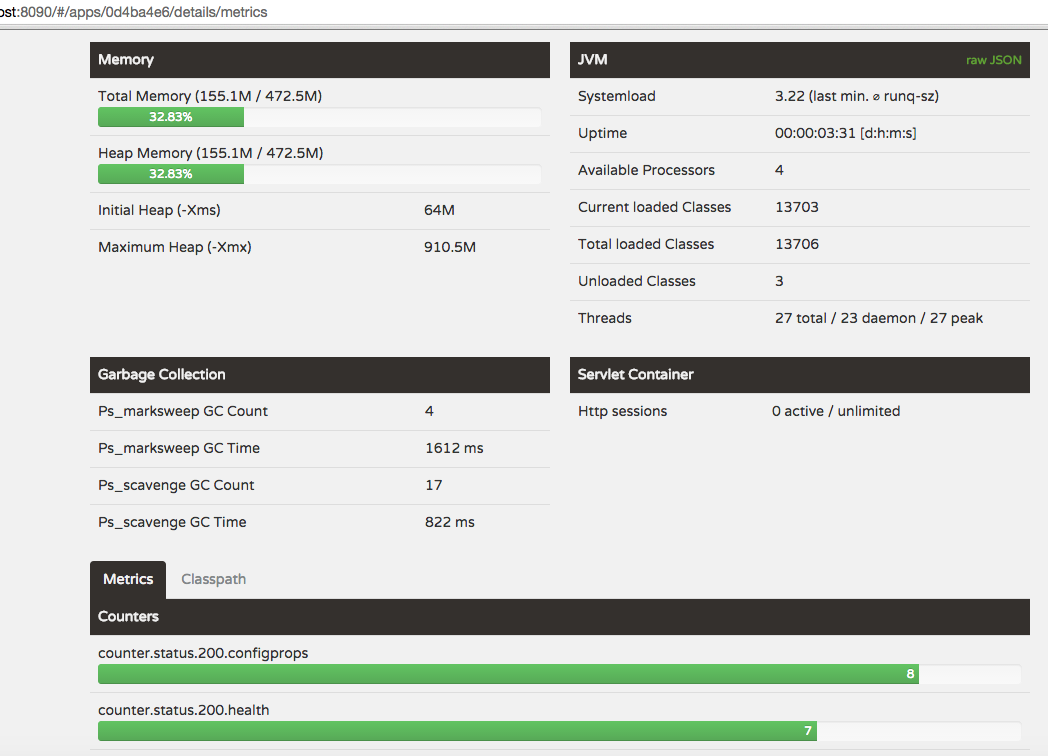 ost:8090/#/apps/0d4ba4e6/details/metrics
Memory
Total Memory (155.1M / 472.5M)
32.83%
Heap Memory (155.1M / 472.5M)
32.83%
Initial Heap (-Xms) 64M
Maximum Heap (-Xmx) 910.5M
JVM raw JSON
Systemload 3.22 (last min. ⌀ runq-sz)
Uptime 00:00:03:31 [d:h:m:s]
Available Processors 4
Current loaded Classes 13703
Total loaded Classes 13706
Unloaded Classes 3
Threads 27 total / 23 daemon / 27 peak
Garbage Collection
Ps_marksweep GC Count 4
Ps_marksweep GC Time 1612 ms
Ps_scavenge GC Count 17
Ps_scavenge GC Time 822 ms
Servlet Container
Http sessions 0 active / unlimited
Metrics Classpath
Counters
counter.status.200.configprops
8
counter.status.200.health
7